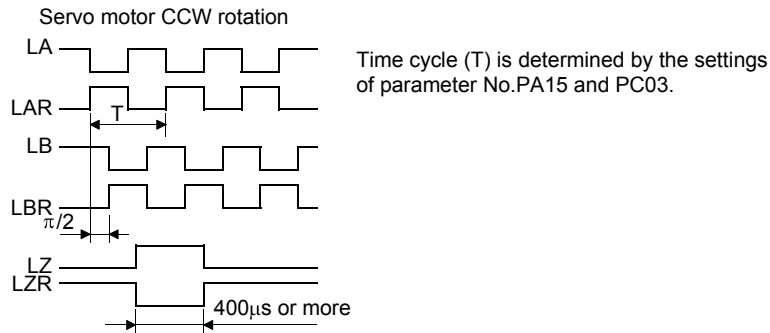 Servo motor CCW rotation
LA
Time cycle (T) is determined by the settings
of parameter No.PA15 and PC03.
LAR
T
LB
LBR
π/2
LZ
LZR
400μs or more